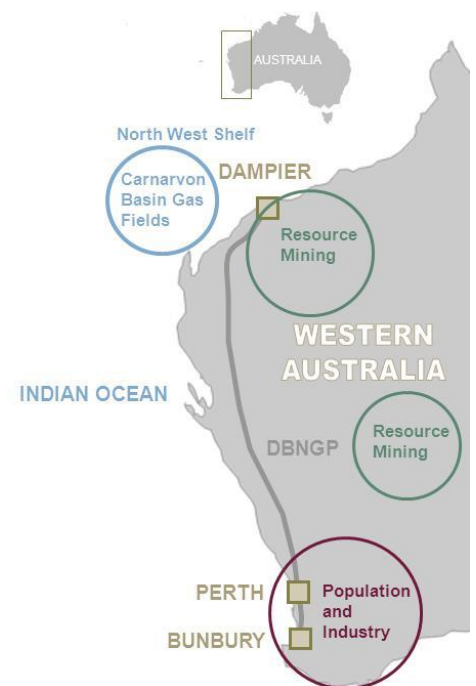 AUSTRALIA
North West Shelf
DAMPIER
Carnarvon
Basin Gas
Fields
Resource
Mining
WESTERN
AUSTRALIA
INDIAN OCEAN
Resource
Mining
DBNGP
PERTH
Population
and
Industry
BUNBURY